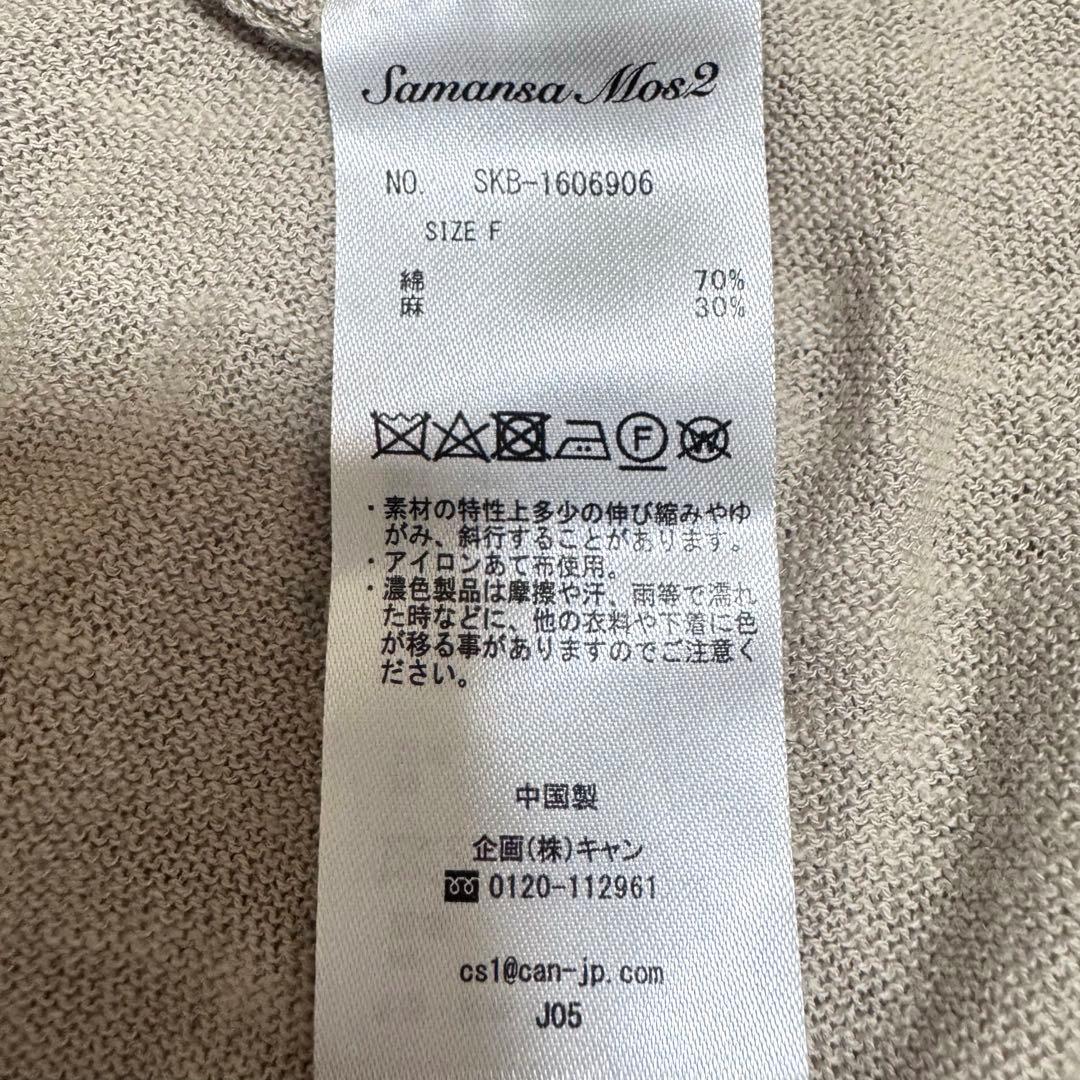 Samansa Mos2
NO. SKB-1606906
SIZE F
綿 70%
麻 30%
F W
・素材の特性上多少の伸び縮みやゆ
がみ、斜行することがあります。
・アイロンあて布使用。
・濃色製品は摩擦や汗、雨等で濡れ
た時などに、他の衣料や下着に色
が移る事がありますのでご注意く
ださい。
中国製
企画(株)キャン
0120-112961
cs1@can-jp.com
J05